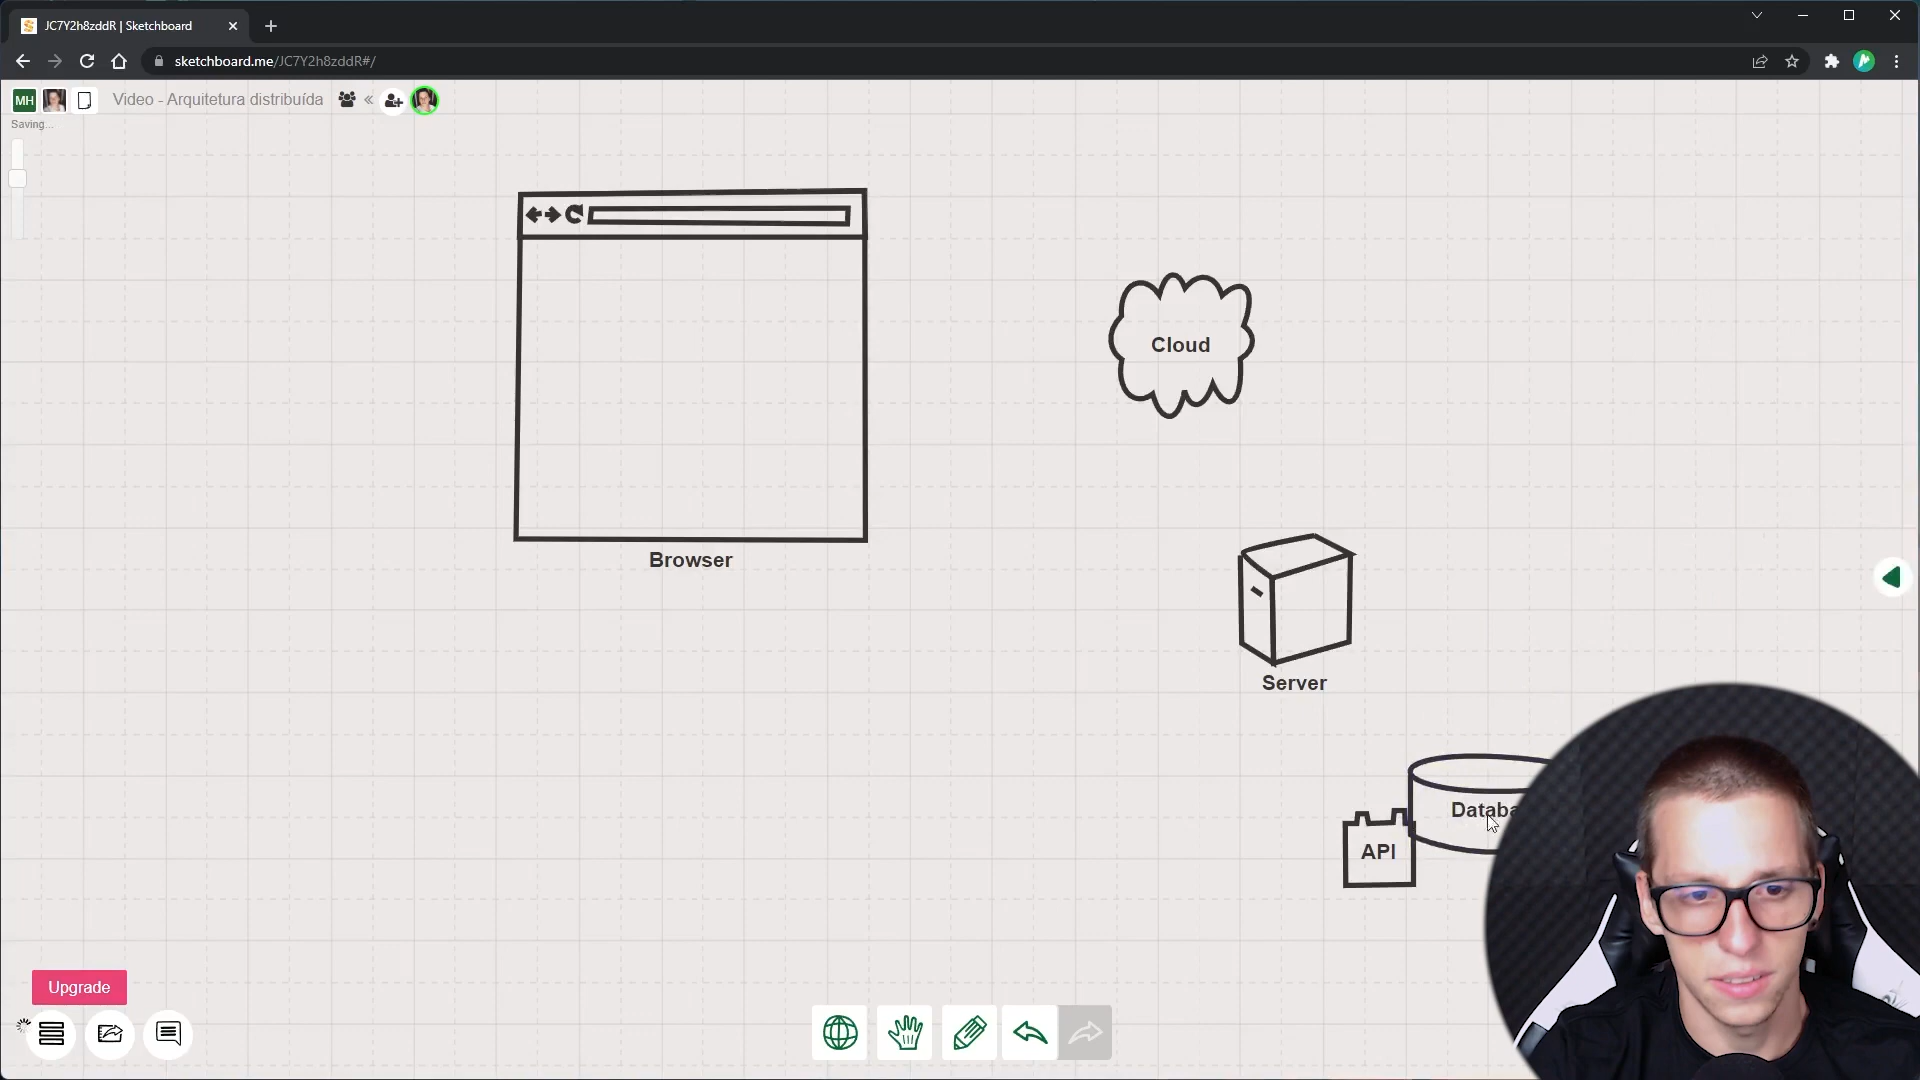 JC7Y2h8zddR | Sketchboard
sketchboard.me/JC7Y2h8zddR#/
MH
Video - Arquitetura distribuída
Saving...
Cloud
Browser
Server
Databa
API
Upgrade